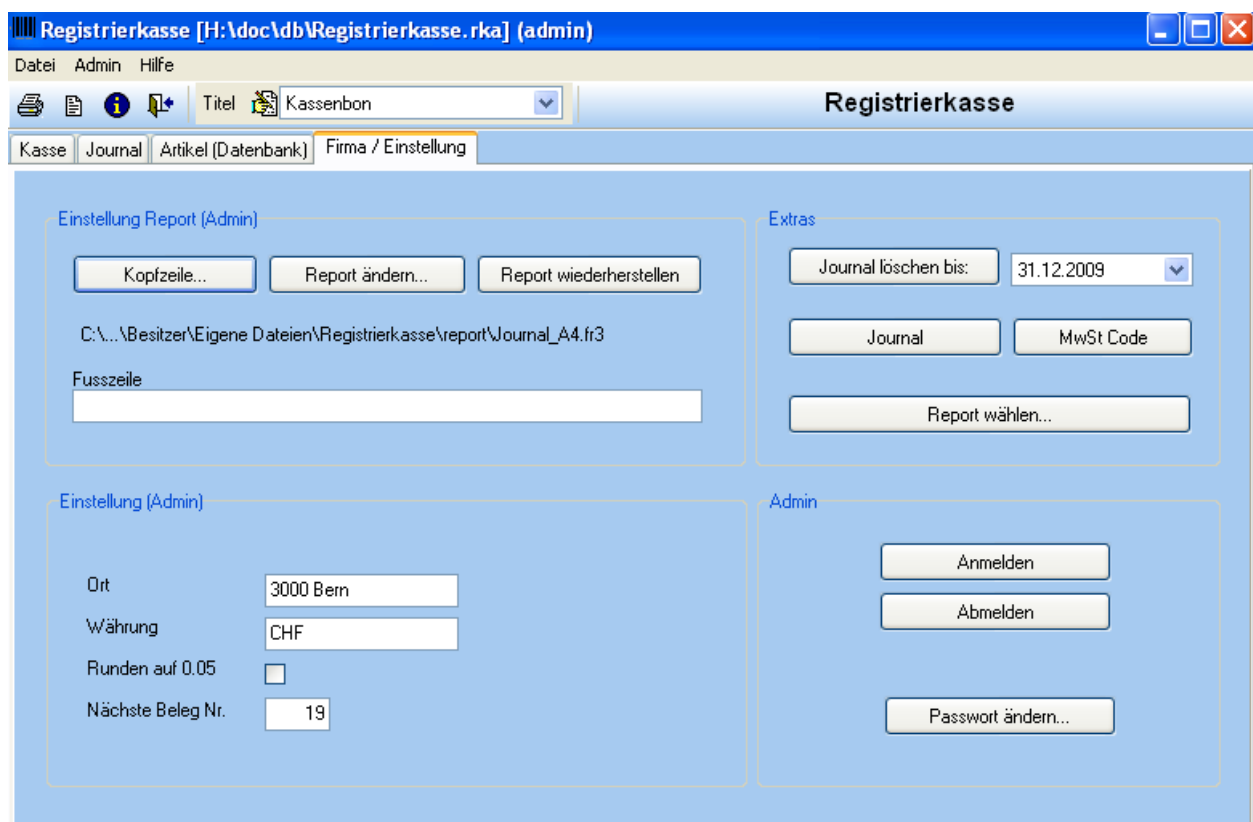 Registrierkasse [H:\doc\db\Registrierkasse.rka] (admin)
Datei Admin Hilfe
Titel Kassenbon Registrierkasse
Kasse Journal Artikel (Datenbank) Firma / Einstellung
Einstellung Report (Admin)
Kopfzeile... Report ändern... Report wiederherstellen
C:\...\Besitzer\Eigene Dateien\Registrierkasse\report\Journal_A4.fr3
Fusszeile
Extras
Journal löschen bis: 31.12.2009
Journal MwSt Code
Report wählen...
Einstellung (Admin)
Ort 3000 Bern
Währung CHF
Runden auf 0.05
Nächste Beleg Nr. 19
Admin
Anmelden
Abmelden
Passwort ändern...